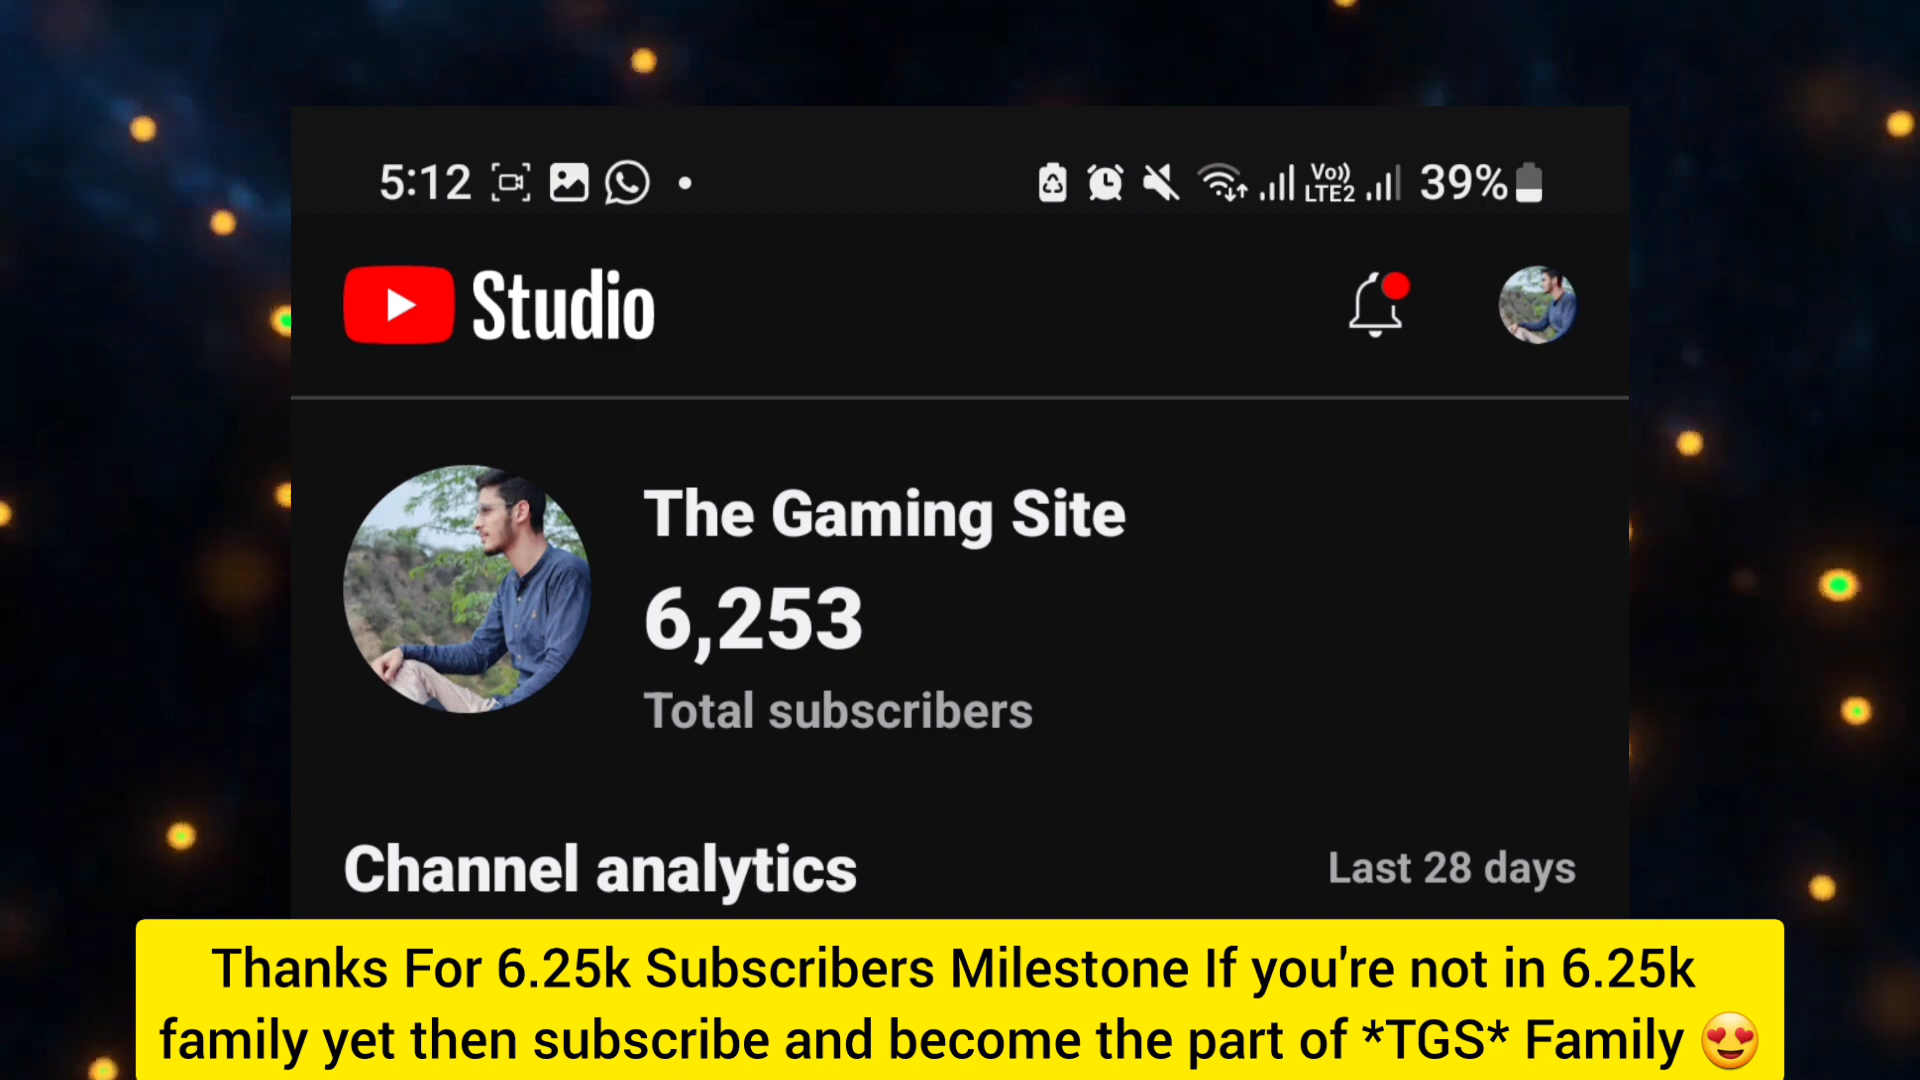 5:12 Vo)) LTE2 39%
Studio
The Gaming Site
6,253
Total subscribers
Channel analytics Last 28 days
Thanks For 6.25k Subscribers Milestone If you're not in 6.25k
family yet then subscribe and become the part of *TGS* Family 😍